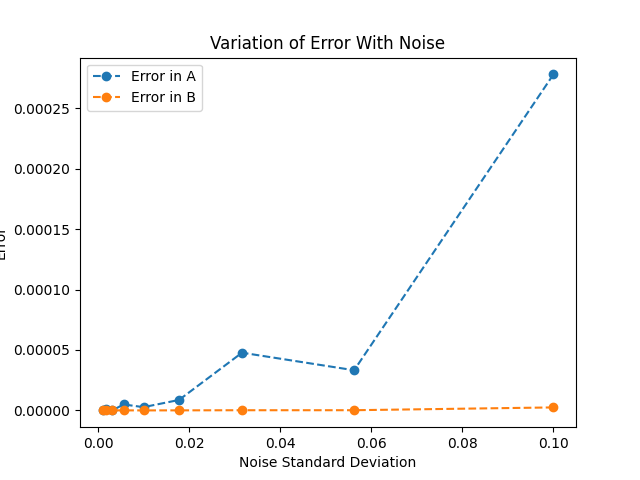 Variation of Error With Noise
Error in A
Error in B
0.00025
0.00020
0.00015
0.00010
0.00005
0.00000
Error
0.00 0.02 0.04 0.06 0.08 0.10
Noise Standard Deviation